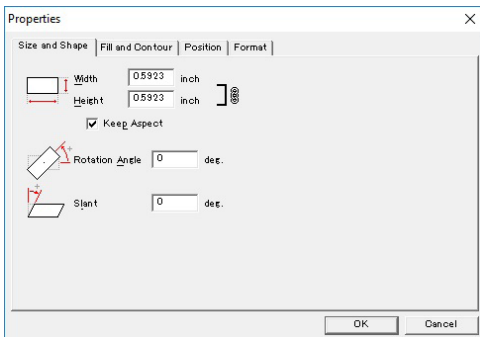 Properties
Size and Shape Fill and Contour Position Format
Width 0.5923 inch
Height 0.5923 inch
Keep Aspect
Rotation Angle 0 deg.
Slant 0 deg.
OK Cancel